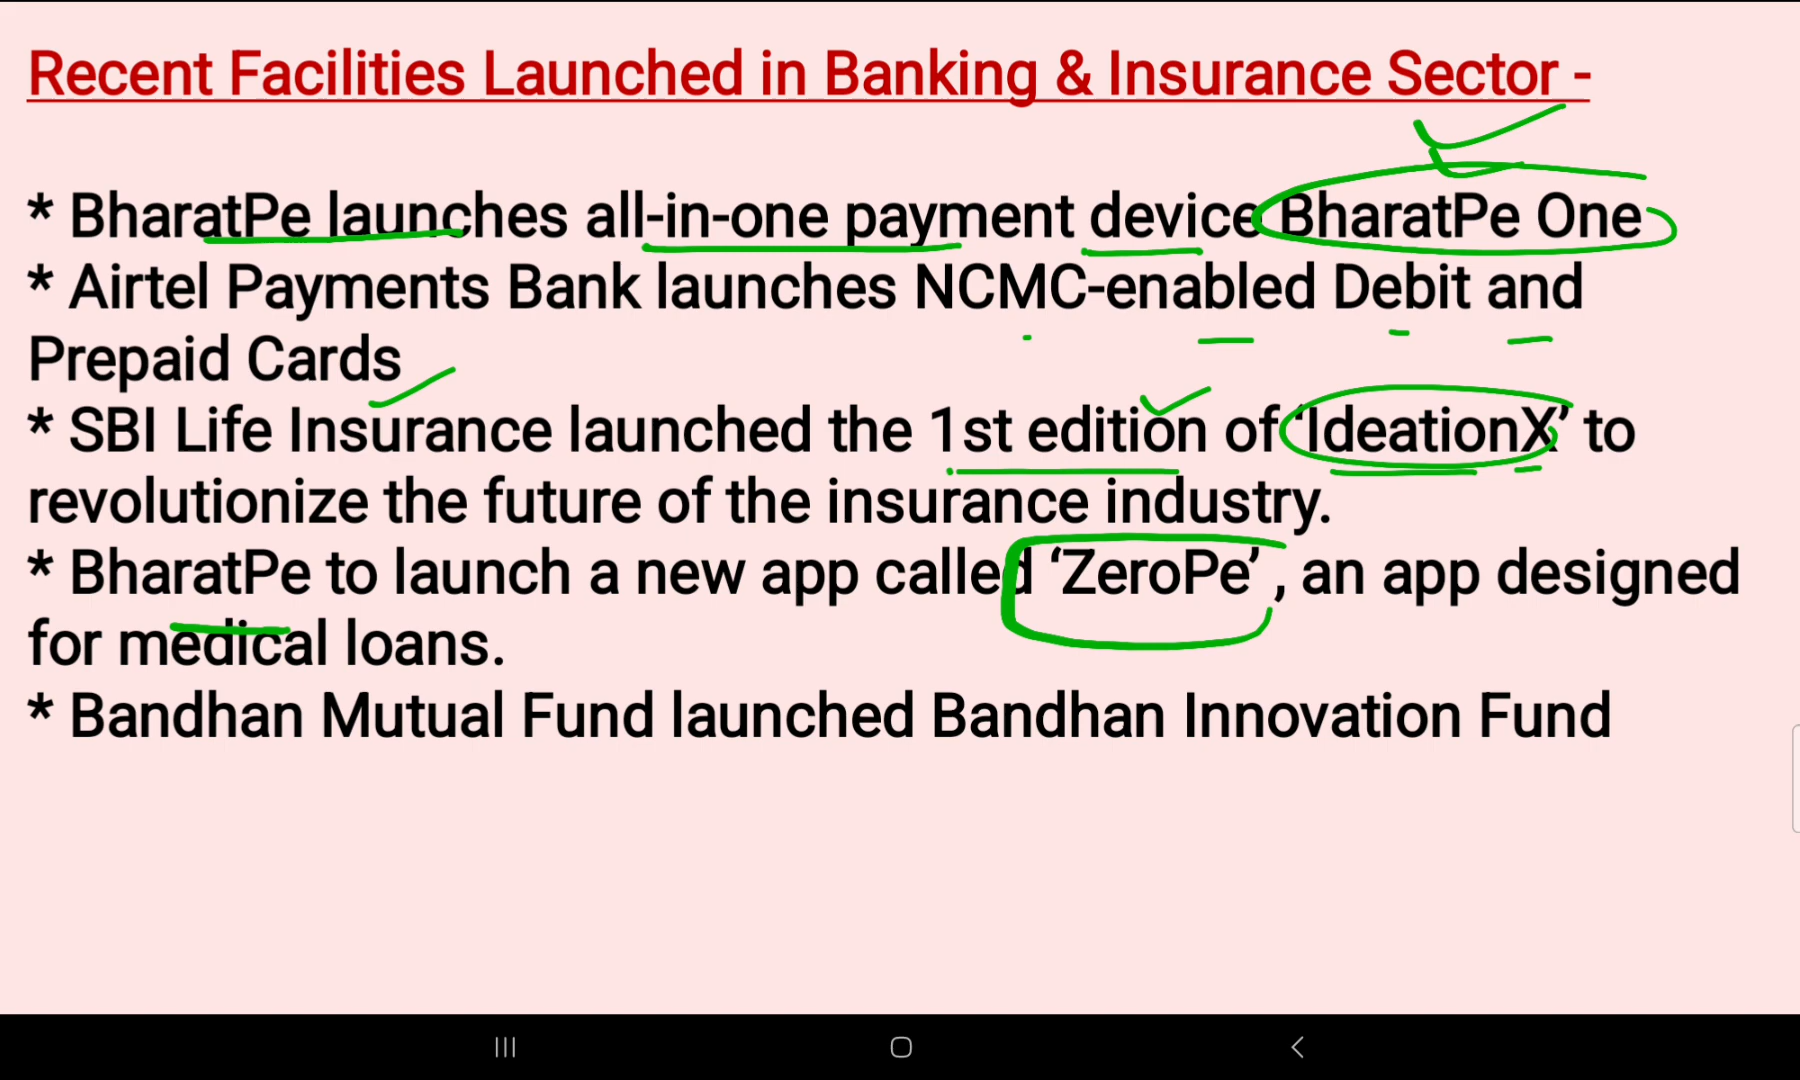 Recent Facilities Launched in Banking & Insurance Sector -
* BharatPe launches all-in-one payment device BharatPe One
* Airtel Payments Bank launches NCMC-enabled Debit and
Prepaid Cards
* SBI Life Insurance launched the 1st edition of ‘IdeationX’ to
revolutionize the future of the insurance industry.
* BharatPe to launch a new app called ‘ZeroPe’ , an app designed
for medical loans.
* Bandhan Mutual Fund launched Bandhan Innovation Fund